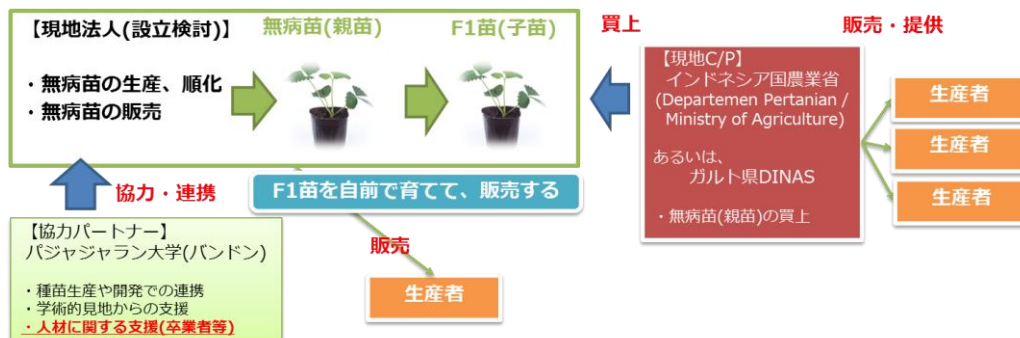 【現地法人(設立検討)】
・無病苗の生産、順化
・無病苗の販売
無病苗(親苗)
F1苗(子苗)
買上
販売・提供
【現地C/P】
インドネシア国農業省
(Departemen Pertanian /
Ministry of Agriculture)
あるいは、
ガルト県DINAS
・無病苗(親苗)の買上
生産者
生産者
生産者
協力・連携
F1苗を自前で育てて、販売する
販売
生産者
【協力パートナー】
パジャジャラン大学(バンドン)
・種苗生産や開発での連携
・学術的見地からの支援
・人材に関する支援(卒業者等)